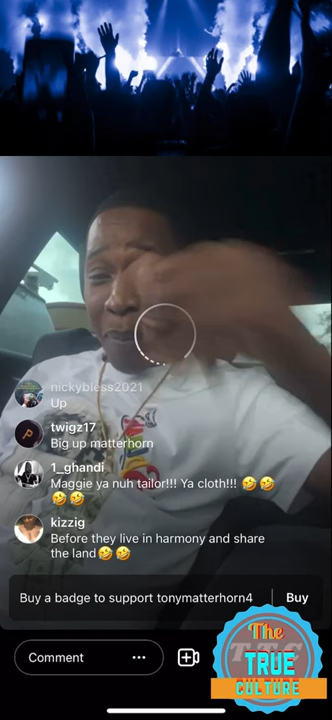 nickybless2021
Up
twigz17
Big up matterhorn
1_ghandi
Maggie ya nuh tailor!!! Ya cloth!!! 🤣🤣
🤣🤣
kizzig
Before they live in harmony and share
the land🤣🤣
Buy a badge to support tonymatterhorn4 Buy
Comment
The
T.T.C
TRUE
CULTURE